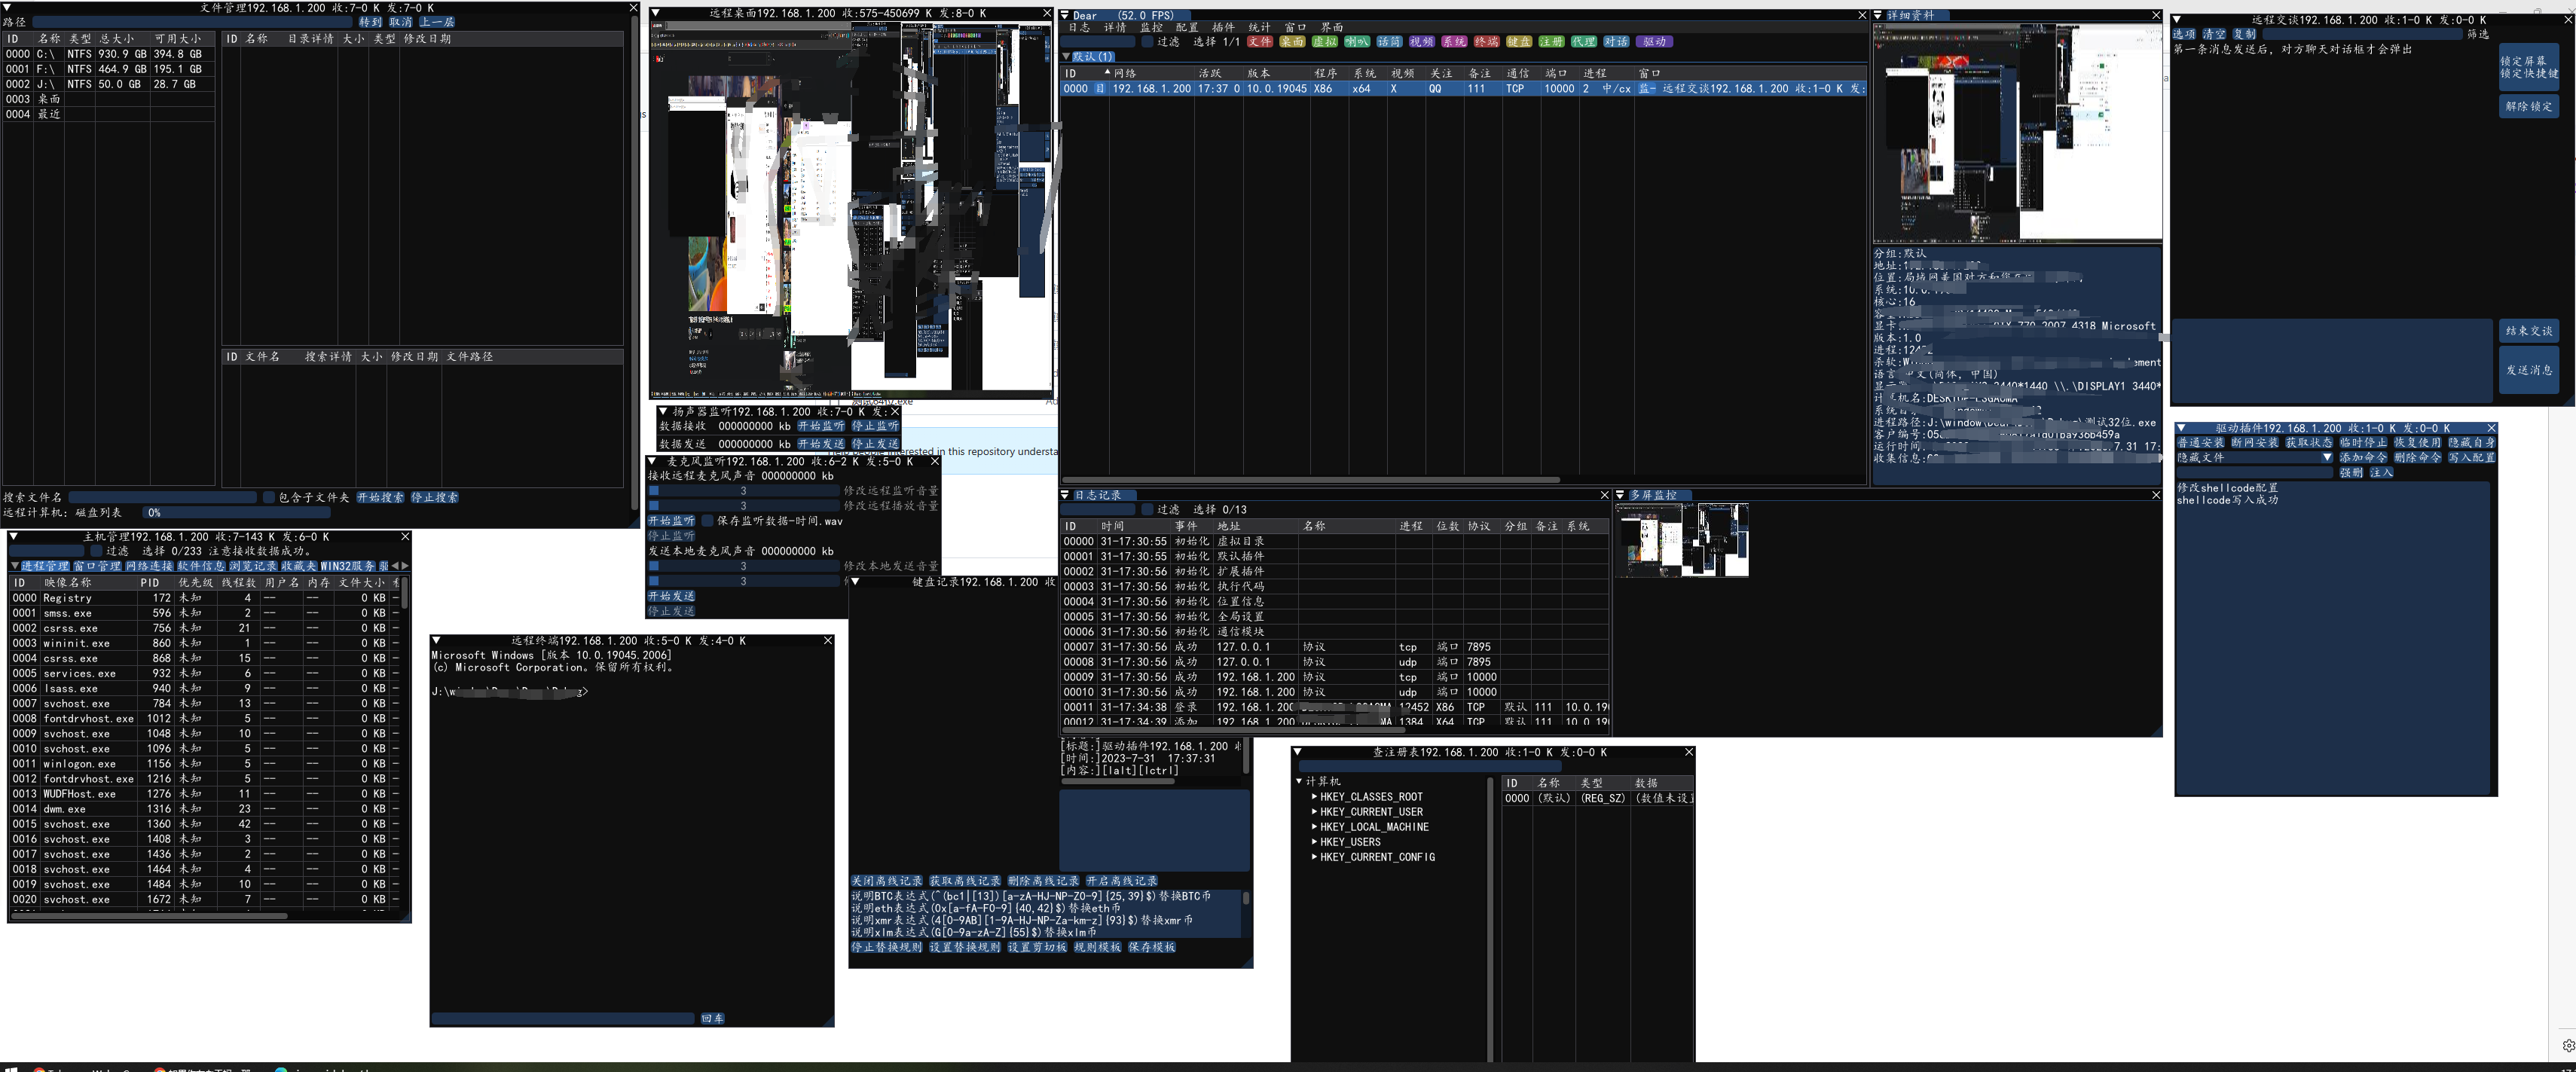 文件管理192.168.1.200 收:7-0 K 发:7-0 K
路径 转到 取消 上一层
ID 名称 类型 总大小 可用大小
0000 C:\ NTFS 930.9 GB 394.8 GB
0001 F:\ NTFS 464.9 GB 195.1 GB
0002 J:\ NTFS 50.0 GB 28.7 GB
0003 桌面
0004 最近
ID 名称 目录详情 大小 类型 修改日期
ID 文件名 搜索详情 大小 修改日期 文件路径
搜索文件名 包含子文件夹 开始搜索 停止搜索
远程计算机: 磁盘列表 0%
远程桌面192.168.1.200 收:575-450699 K 发:8-0 K
扬声器监听192.168.1.200 收:7-0 K 发:
数据接收 000000000 kb 开始监听 停止监听
数据发送 000000000 kb 开始发送 停止发送
麦克风监听192.168.1.200 收:6-2 K 发:5-0 K
接收远程麦克风声音 000000000 kb
3 修改远程监听音量
3 修改远程播放音量
开始监听 保存监听数据-时间.wav
停止监听
发送本地麦克风声音 000000000 kb
3 修改本地发送音量
3
开始发送
停止发送
Dear (52.0 FPS)
日志 详情 监控 配置 插件 统计 窗口 界面
过滤 选择 1/1 文件 桌面 虚拟 喇叭 话筒 视频 系统 终端 键盘 注册 代理 对话 驱动
默认(1)
ID 网络 活跃 版本 程序 系统 视频 关注 备注 通信 端口 进程 窗口
0000 192.168.1.200 17:37 0 10.0.19045 X86 x64 X QQ 111 TCP 10000 2 中/cx 监- 远程交谈192.168.1.200 收:1-0 K 发:
日志记录
过滤 选择 0/13
ID 时间 事件 地址 名称 进程 位数 协议 分组 备注 系统
00000 31-17:30:55 初始化 虚拟目录
00001 31-17:30:56 初始化 默认插件
00002 31-17:30:56 初始化 扩展插件
00003 31-17:30:56 初始化 执行代码
00004 31-17:30:56 初始化 位置信息
00005 31-17:30:56 初始化 全局设置
00006 31-17:30:56 初始化 通信模块
00007 31-17:30:56 成功 127.0.0.1 协议 tcp 端口 7895
00008 31-17:30:56 成功 127.0.0.1 协议 udp 端口 7895
00009 31-17:30:56 成功 192.168.1.200 协议 tcp 端口 10000
00010 31-17:30:56 成功 192.168.1.200 协议 udp 端口 10000
00011 31-17:34:38 登录 192.168.1.200 12452 X86 TCP 默认 111 10.0.190
00012 31-17:34:39 添加 192.168.1.200 MA 1384 X64 TCP 默认 111 10.0.190
多屏监控
详细资料
分组:默认
地址:
位置:局域网
系统:10.0.
核心:16
显卡: 4318 Microsoft
版本:1.0
进程:
杀软:
语言:中文(简体, 中国)
3440*1440 \\.\DISPLAY1 3440*
计算机名:
进程路径:J:\window 测试32位.exe
客户编号:
运行时间: 7.31 17:
收集信息:
远程交谈192.168.1.200 收:1-0 K 发:0-0 K
选项 清空 复制 筛选
第一条消息发送后, 对方聊天对话框才会弹出
锁定屏幕
锁定快捷键
解除锁定
结束交谈
发送消息
驱动插件192.168.1.200 收:1-0 K 发:0-0 K
普通安装 断网安装 获取状态 临时停止 恢复使用 隐藏自身
隐藏文件 添加命令 删除命令 写入配置
强删 注入
修改shellcode配置
shellcode写入成功
主机管理192.168.1.200 收:7-143 K 发:6-0 K
过滤 选择 0/233 注意接收数据成功。
进程管理 窗口管理 网络连接 软件信息 浏览记录 收藏夹 WIN32服务
ID 映像名称 PID 优先级 线程数 用户名 内存 文件大小
0000 Registry 172 未知 4 -- -- 0 KB
0001 smss.exe 596 未知 2 -- -- 0 KB
0002 csrss.exe 756 未知 21 -- -- 0 KB
0003 wininit.exe 860 未知 1 -- -- 0 KB
0004 csrss.exe 868 未知 15 -- -- 0 KB
0005 services.exe 932 未知 6 -- -- 0 KB
0006 lsass.exe 940 未知 9 -- -- 0 KB
0007 svchost.exe 784 未知 13 -- -- 0 KB
0008 fontdrvhost.exe 1012 未知 5 -- -- 0 KB
0009 svchost.exe 1048 未知 10 -- -- 0 KB
0010 svchost.exe 1096 未知 5 -- -- 0 KB
0011 winlogon.exe 1156 未知 5 -- -- 0 KB
0012 fontdrvhost.exe 1216 未知 5 -- -- 0 KB
0013 WUDFHost.exe 1276 未知 11 -- -- 0 KB
0014 dwm.exe 1316 未知 23 -- -- 0 KB
0015 svchost.exe 1360 未知 42 -- -- 0 KB
0016 svchost.exe 1408 未知 3 -- -- 0 KB
0017 svchost.exe 1436 未知 2 -- -- 0 KB
0018 svchost.exe 1464 未知 4 -- -- 0 KB
0019 svchost.exe 1484 未知 10 -- -- 0 KB
0020 svchost.exe 1672 未知 7 -- -- 0 KB
远程终端192.168.1.200 收:5-0 K 发:4-0 K
Microsoft Windows [版本 10.0.19045.2006]
(c) Microsoft Corporation。保留所有权利。
回车
键盘记录192.168.1.200 收
[标题:]驱动插件192.168.1.200 收
[时间:]2023-7-31 17:37:31
[内容:][lalt][lctrl]
关闭离线记录 获取离线记录 删除离线记录 开启离线记录
说明BTC表达式(^(bc1|[13])[a-zA-HJ-NP-Z0-9]{25,39}$)替换BTC币
说明eth表达式(0x[a-fA-F0-9]{40,42}$)替换eth币
说明xmr表达式(4[0-9AB][1-9A-HJ-NP-Za-km-z]{93}$)替换xmr币
说明xlm表达式(G[0-9a-zA-Z]{55}$)替换xlm币
停止替换规则 设置替换规则 设置剪切板 规则模板 保存模板
查注册表192.168.1.200 收:1-0 K 发:0-0 K
计算机
HKEY_CLASSES_ROOT
HKEY_CURRENT_USER
HKEY_LOCAL_MACHINE
HKEY_USERS
HKEY_CURRENT_CONFIG
ID 名称 类型 数据
0000 (默认) (REG_SZ) (数值未设置
interested in this repository understa